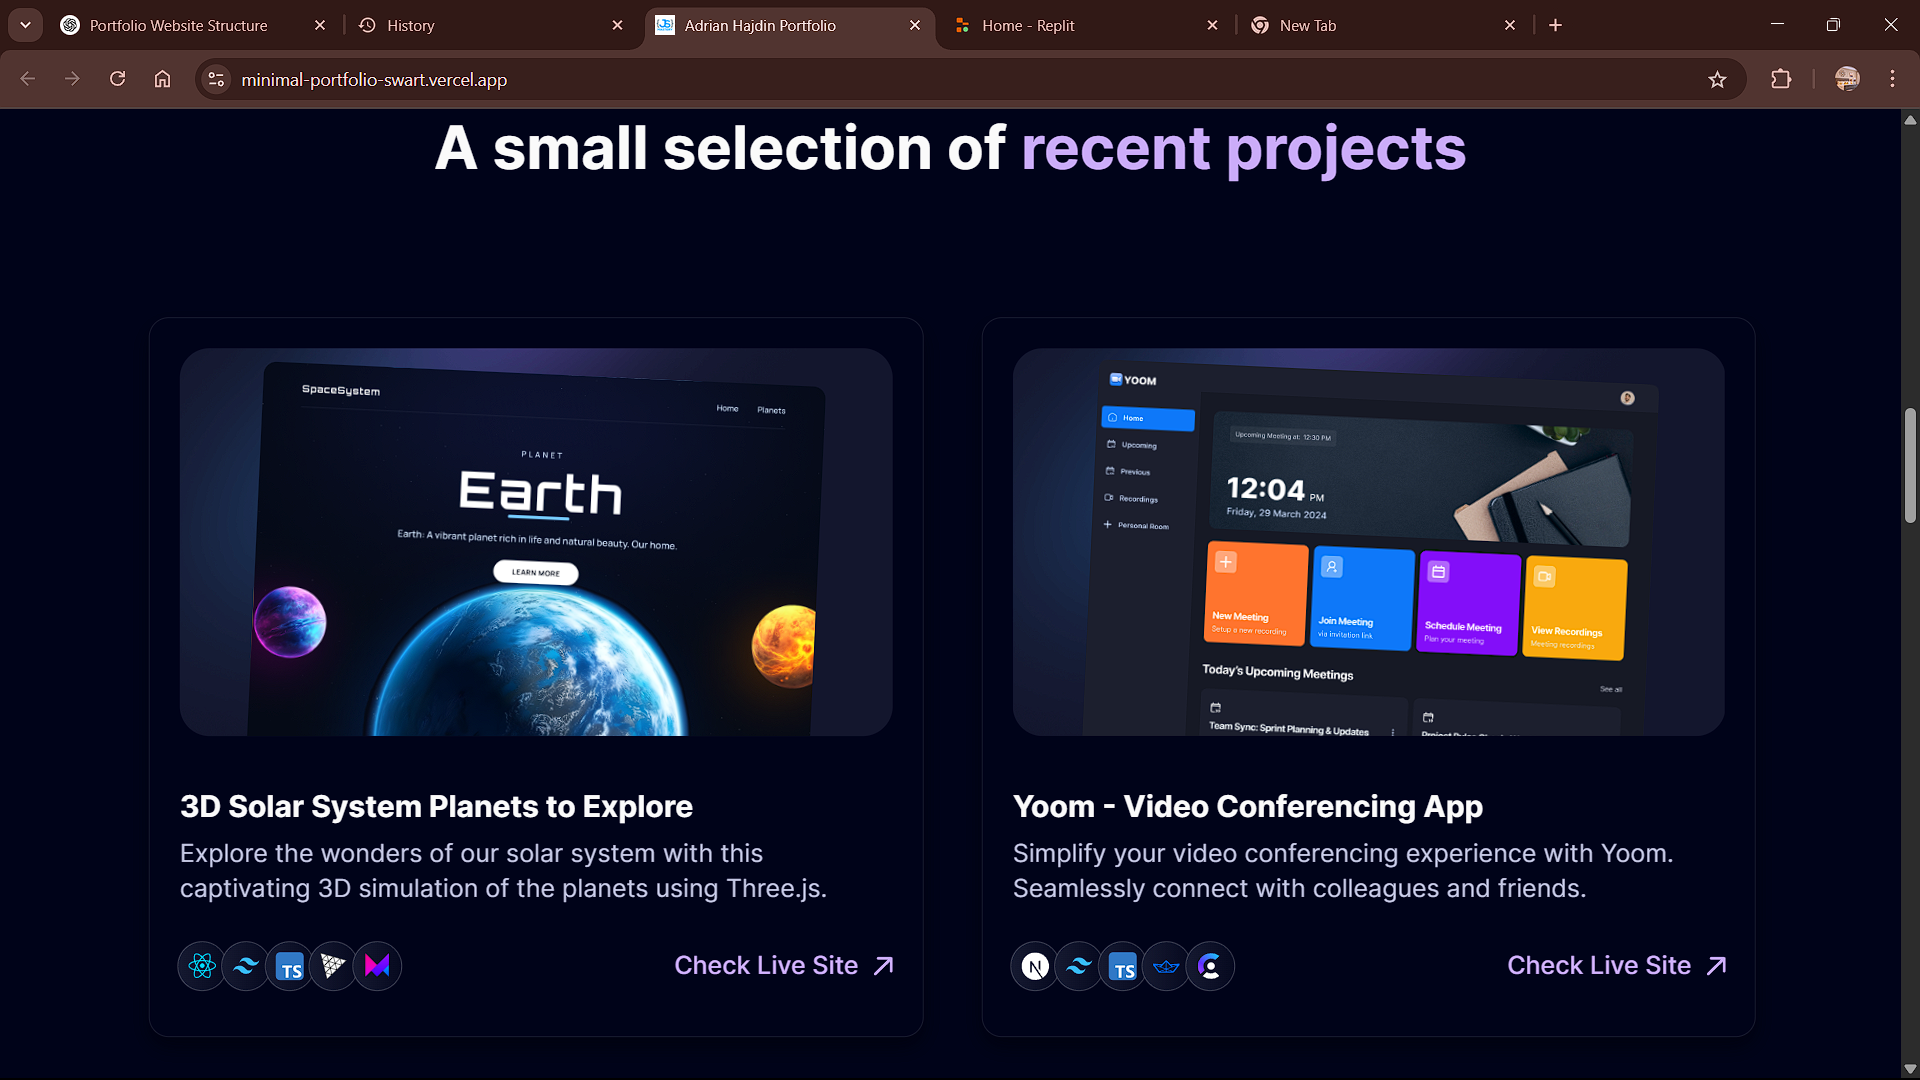 Portfolio Website Structure
History
Adrian Hajdin Portfolio
Home - Replit
New Tab
minimal-portfolio-swart.vercel.app
A small selection of recent projects
SpaceSystem
Home Planets
PLANET
Earth
Earth: A vibrant planet rich in life and natural beauty. Our home.
LEARN MORE
3D Solar System Planets to Explore
Explore the wonders of our solar system with this
captivating 3D simulation of the planets using Three.js.
TS
Check Live Site
YOOM
Home
Upcoming
Previous
Recordings
Personal Room
Upcoming Meeting at: 12:30 PM
12:04 PM
Friday, 29 March 2024
New Meeting
Setup a new recording
Join Meeting
via invitation link
Schedule Meeting
Plan your meeting
View Recordings
Meeting recordings
Today's Upcoming Meetings
See all
Team Sync: Sprint Planning & Updates
Yoom - Video Conferencing App
Simplify your video conferencing experience with Yoom.
Seamlessly connect with colleagues and friends.
N
TS
Check Live Site